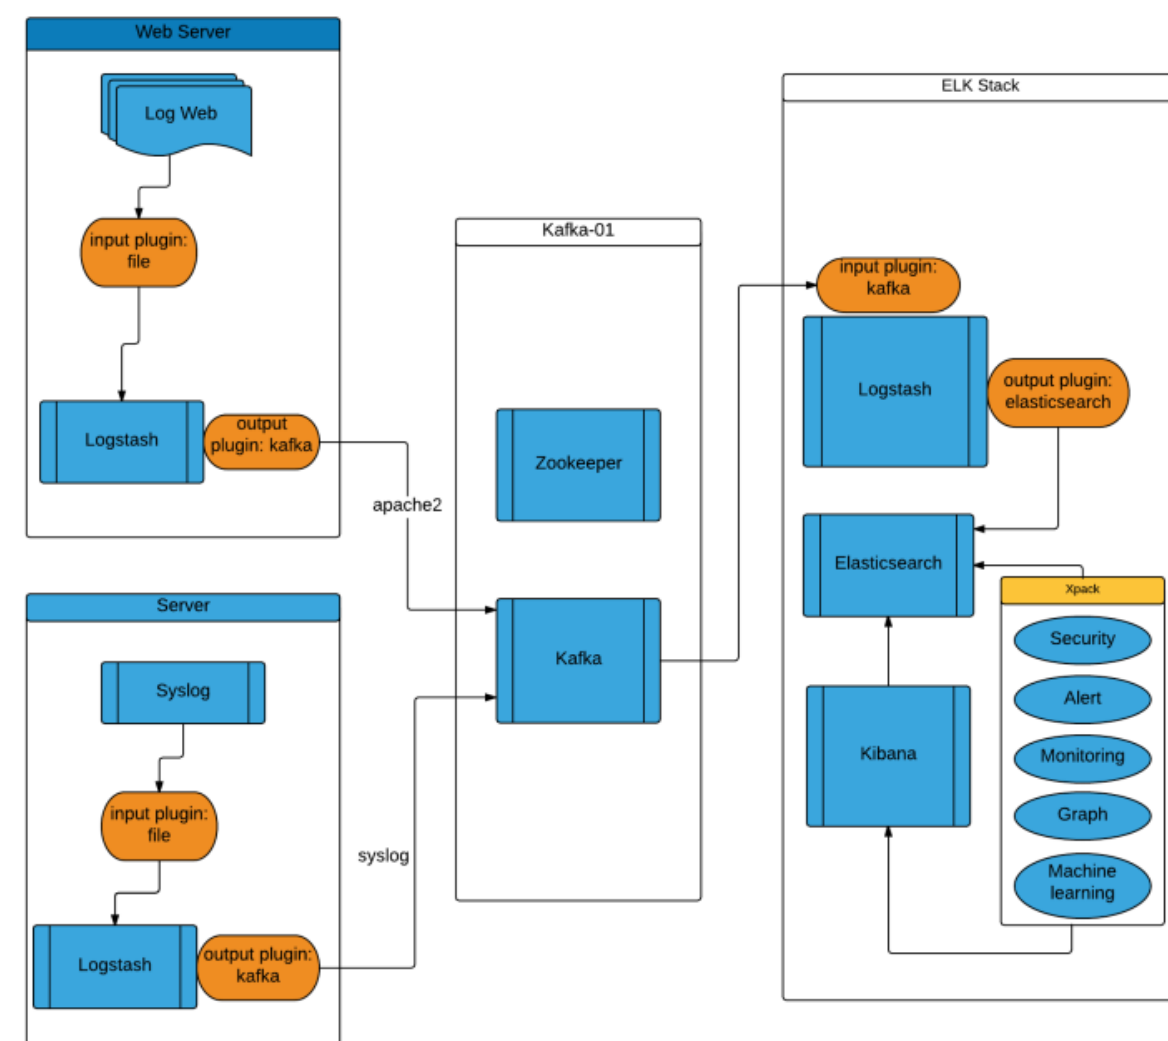 Web Server
Log Web
input plugin:
file
Logstash
output
plugin: kafka
apache2
Server
Syslog
input plugin:
file
Logstash
output plugin:
kafka
syslog
Kafka-01
Zookeeper
Kafka
ELK Stack
input plugin:
kafka
Logstash
output plugin:
elasticsearch
Elasticsearch
Kibana
Xpack
Security
Alert
Monitoring
Graph
Machine
learning